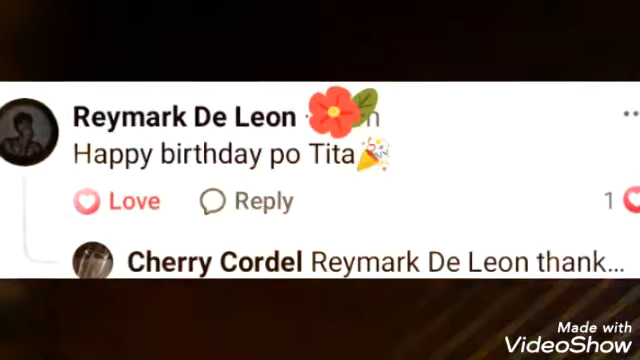 Reymark De Leon
Happy birthday po Tita🎉
Love Reply 1
Cherry Cordel Reymark De Leon thank...
Made with
VideoShow